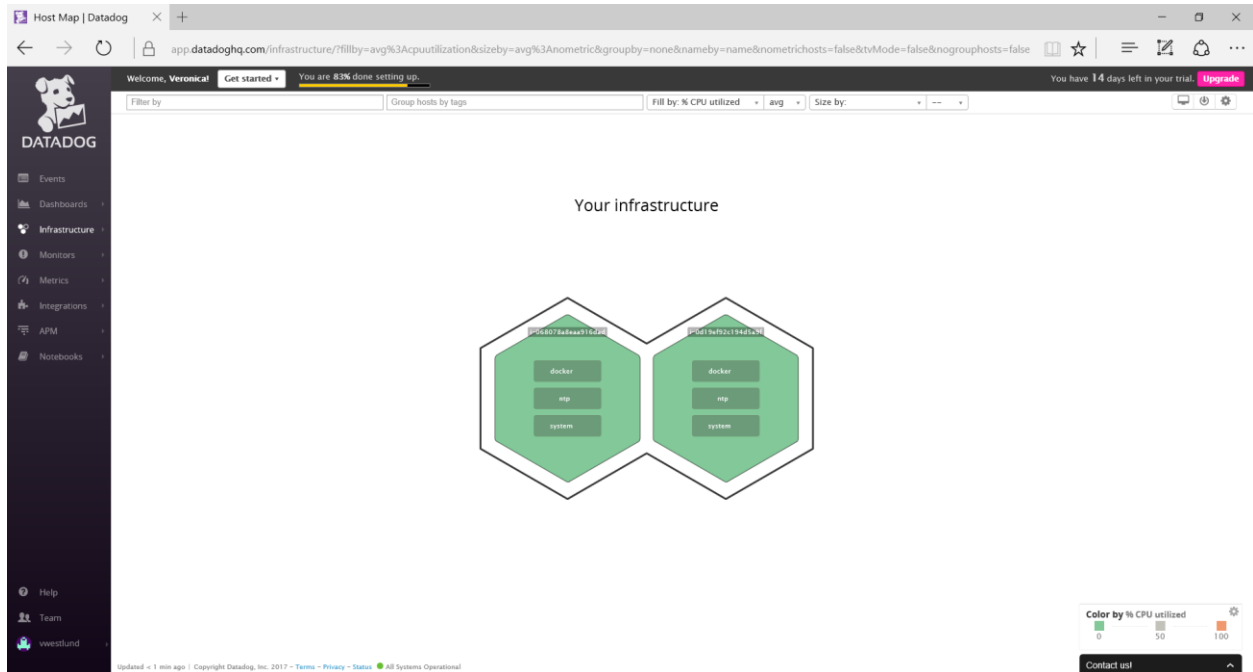 Host Map | Datadog
app.datadoghq.com/infrastructure/?fillby=avg%3Acpuutilization&sizeby=avg%3Anometric&groupby=none&nameby=name&nometrichosts=false&tvMode=false&nogrouphosts=false
Welcome, Veronica! Get started You are 83% done setting up. You have 14 days left in your trial. Upgrade
Filter by Group hosts by tags Fill by: % CPU utilized avg Size by: --
DATADOG
Events
Dashboards
Infrastructure
Monitors
Metrics
Integrations
APM
Notebooks
Your infrastructure
docker docker
ntp ntp
system system
Help
Team
vwestlund
Color by % CPU utilized
0 50 100
Updated < 1 min ago | Copyright Datadog, Inc. 2017 - Terms - Privacy - Status All Systems Operational
Contact us!